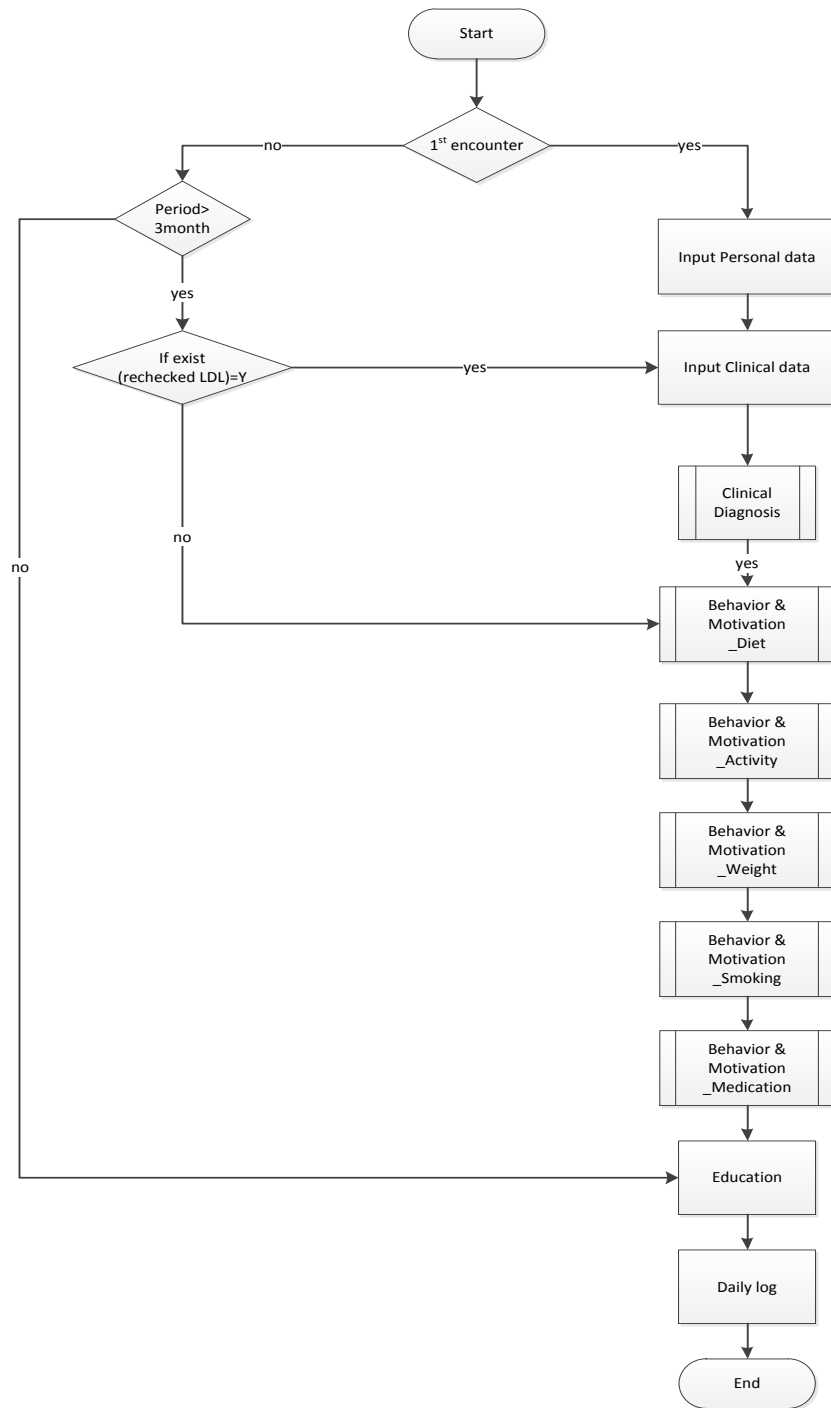 Start
1st encounter
no
yes
Period>
3month
Input Personal data
yes
If exist
(rechecked LDL)=Y
yes
Input Clinical data
Clinical
Diagnosis
no
yes
no
Behavior &
Motivation
_Diet
Behavior &
Motivation
_Activity
Behavior &
Motivation
_Weight
Behavior &
Motivation
_Smoking
Behavior &
Motivation
_Medication
Education
Daily log
End